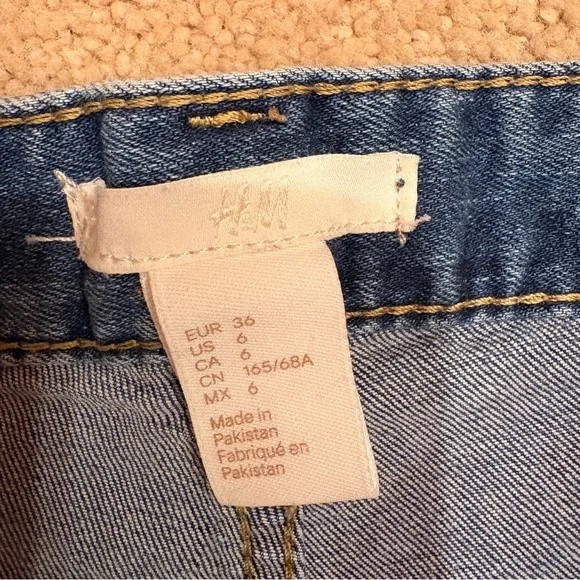 H&M
EUR 36
US 6
CA 6
CN 165/68A
MX 6
Made in
Pakistan
Fabriqué en
Pakistan